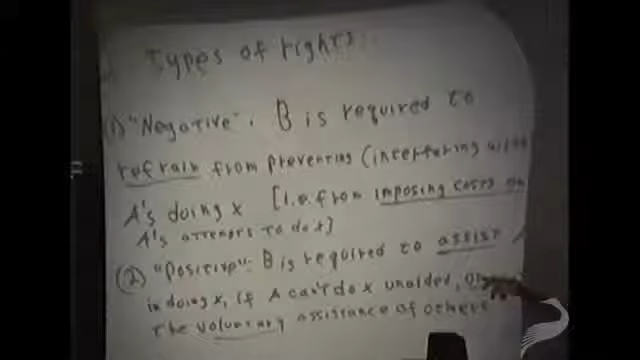 Types of rights:
(1) "Negative": B is required to
refrain from preventing (interfering
A's doing x [i.e. from imposing costs on
A's attempts to do x]
(2) "Positive": B is required to assist A
in doing x, if A can't do x unaided, or
the voluntary assistance of others